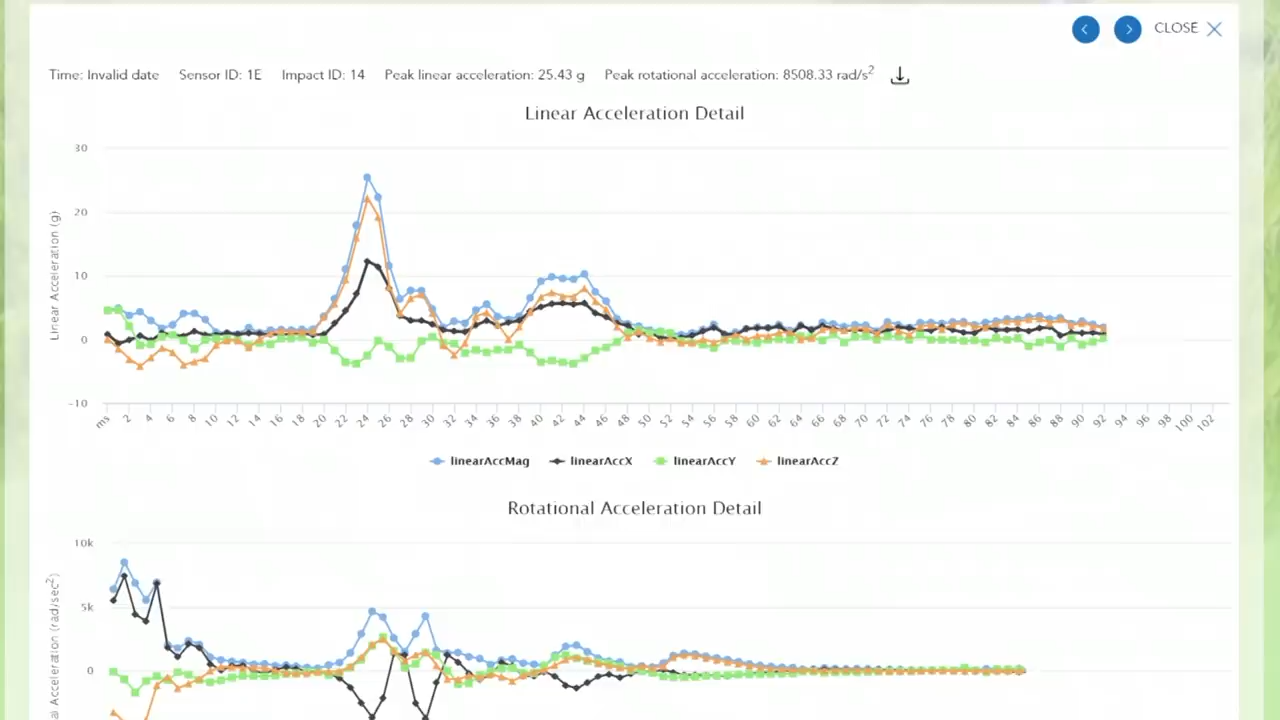 CLOSE
Time: Invalid date Sensor ID: 1E Impact ID: 14 Peak linear acceleration: 25.43 g Peak rotational acceleration: 8508.33 rad/s²
Linear Acceleration Detail
30
20
10
0
-10
Linear Acceleration (g)
ms 2 4 6 8 10 12 14 16 18 20 22 24 26 28 30 32 34 36 38 40 42 44 46 48 50 52 54 56 58 60 62 64 66 68 70 72 74 76 78 80 82 84 86 88 90 92 94 96 98 100 102
linearAccMag linearAccX linearAccY linearAccZ
Rotational Acceleration Detail
10k
5k
0
Acceleration (rad/sec²)